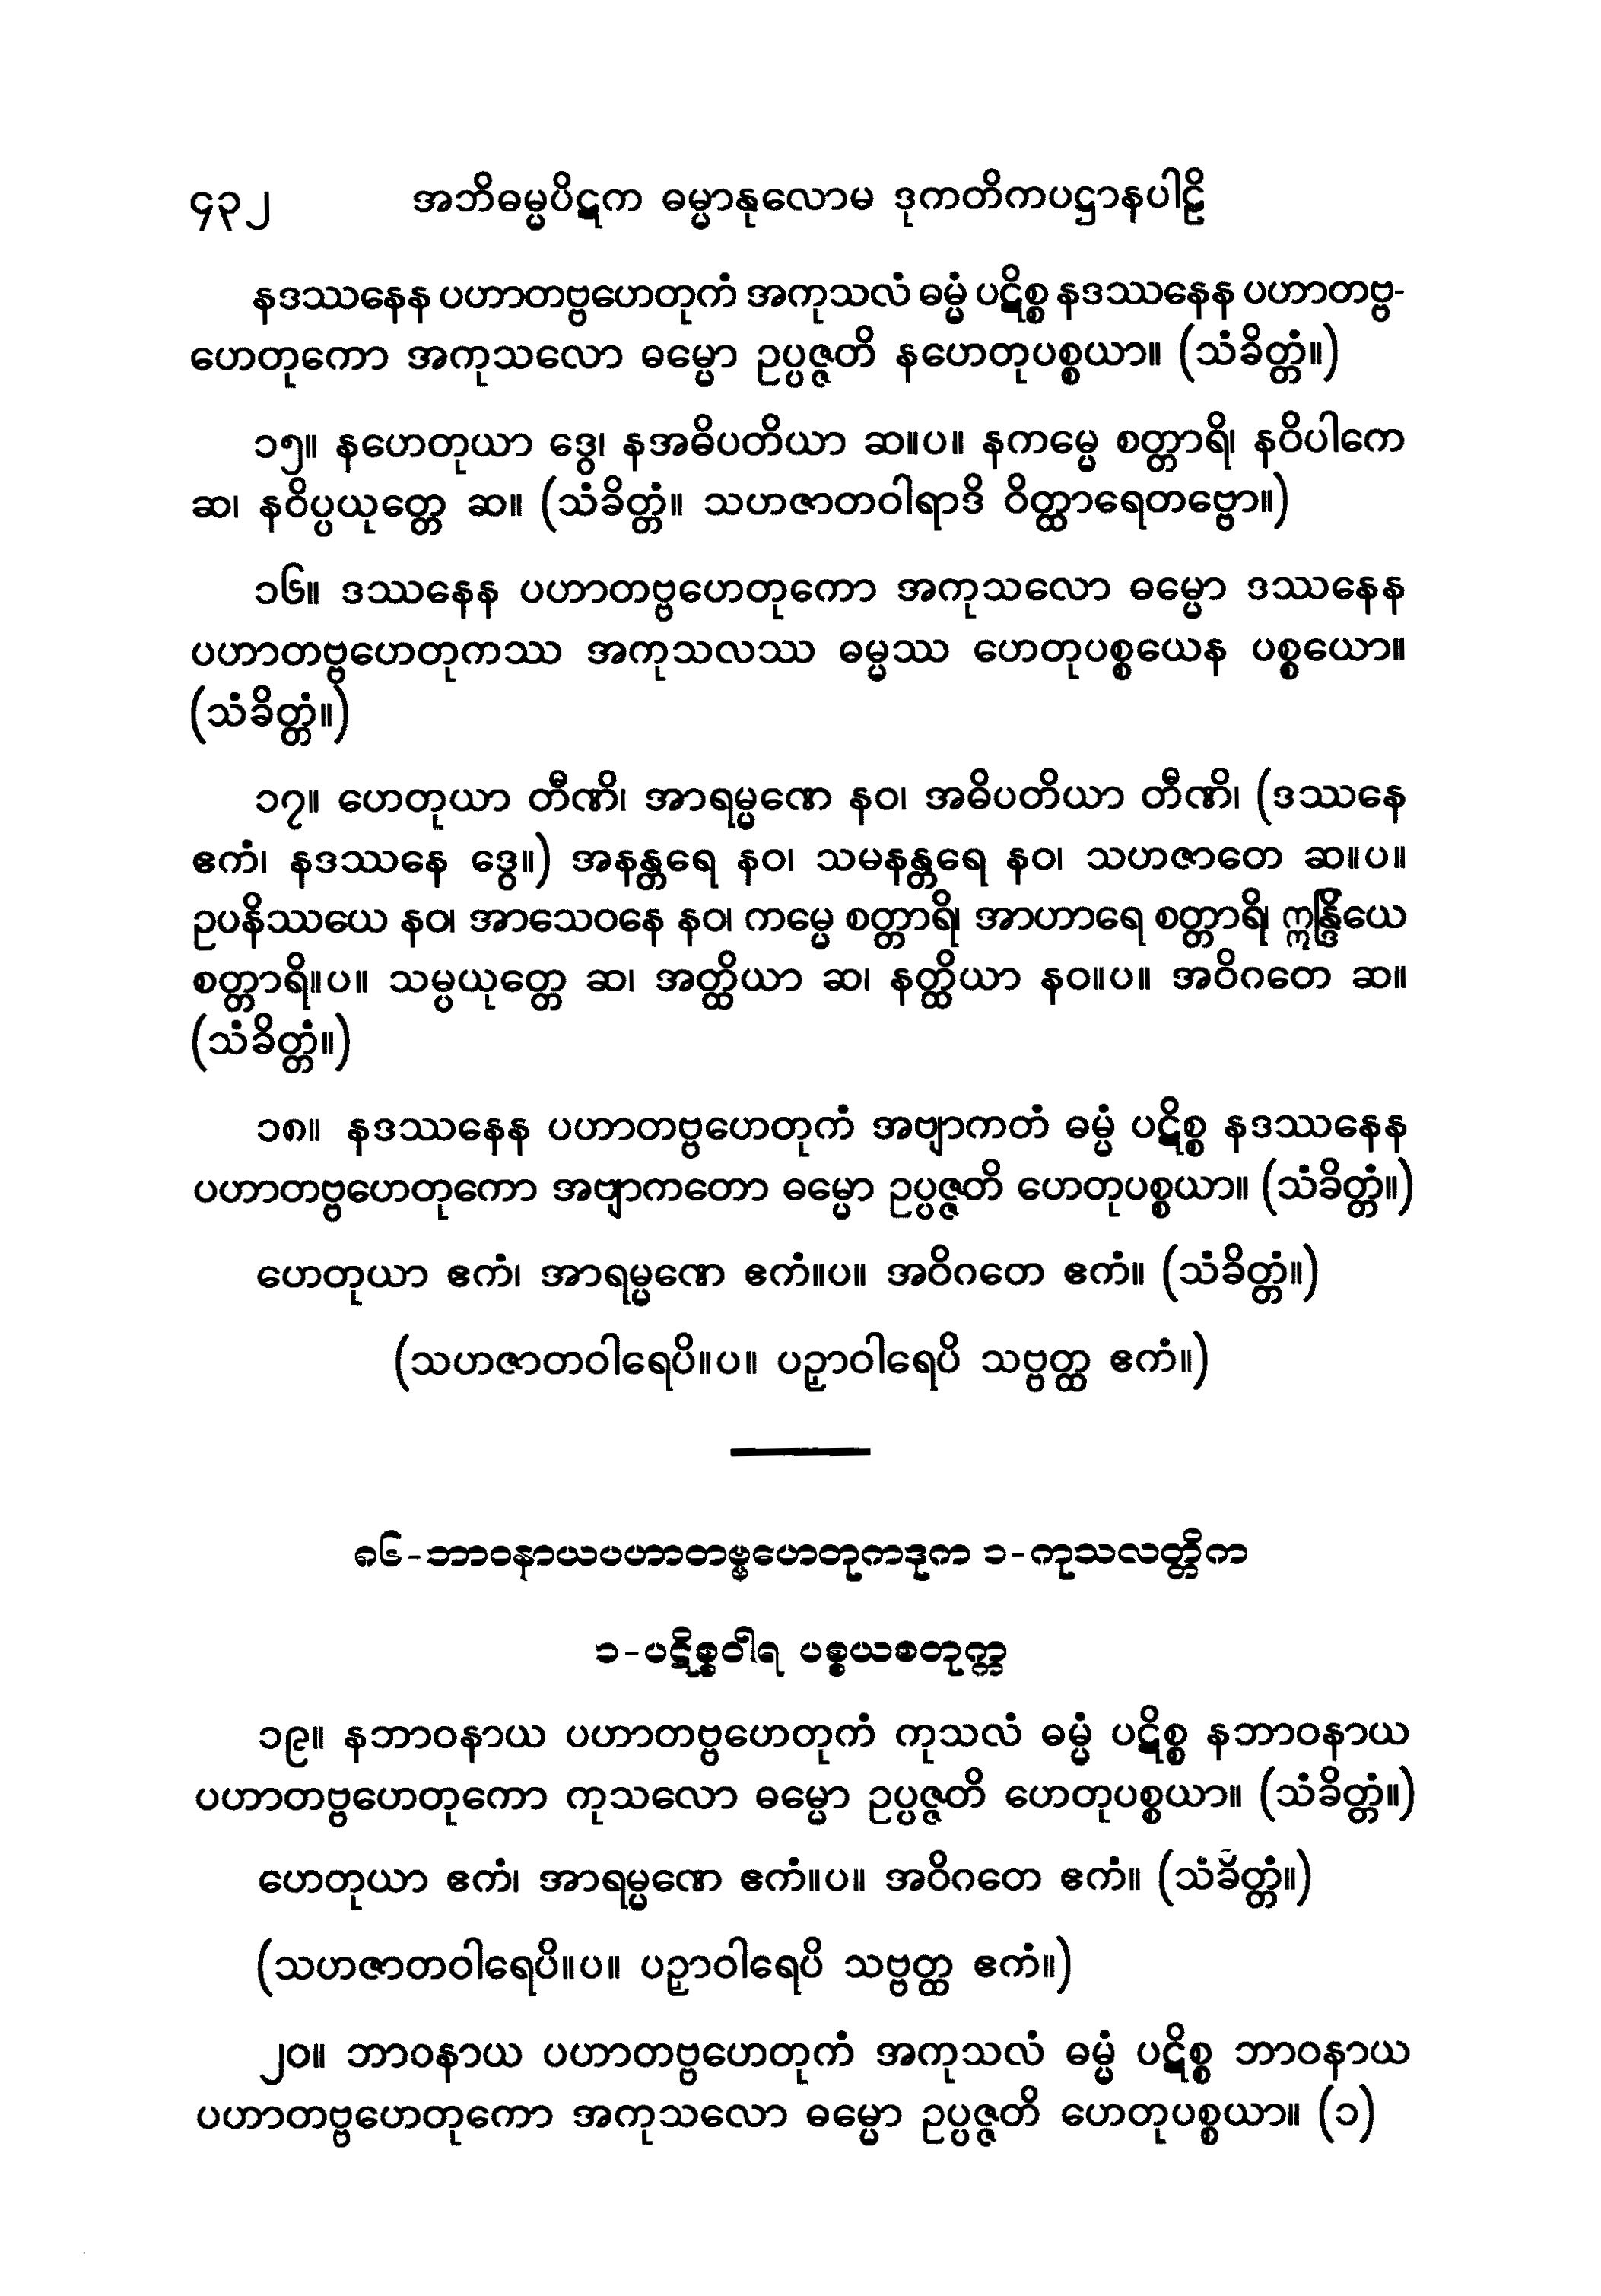 ၄၃၂ အဘိဓမ္မပိဋက ဓမ္မာနုလောမ ဒုကတိကပဋ္ဌာနပါဠိ
နဒဿနေန ပဟာတဗ္ဗဟေတုကံ အကုသလံ ဓမ္မံ ပဋိစ္စ နဒဿနေန ပဟာတဗ္ဗ-
ဟေတုကော အကုသလော ဓမ္မော ဥပ္ပဇ္ဇတိ နဟေတုပစ္စယာ။ (သံခိတ္တံ။)
၁၅။ နဟေတုယာ ဒွေ၊ နအဓိပတိယာ ဆ။ပ။ နကမ္မေ စတ္တာရိ၊ နဝိပါကေ
ဆ၊ နဝိပ္ပယုတ္တေ ဆ။ (သံခိတ္တံ။ သဟဇာတဝါရာဒိ ဝိတ္ထာရေတဗ္ဗော။)
၁၆။ ဒဿနေန ပဟာတဗ္ဗဟေတုကော အကုသလော ဓမ္မော ဒဿနေန
ပဟာတဗ္ဗဟေတုကဿ အကုသလဿ ဓမ္မဿ ဟေတုပစ္စယေန ပစ္စယော။
(သံခိတ္တံ။)
၁၇။ ဟေတုယာ တီဏိ၊ အာရမ္မဏေ နဝ၊ အဓိပတိယာ တီဏိ၊ (ဒဿနေ
ဧကံ၊ နဒဿနေ ဒွေ။) အနန္တရေ နဝ၊ သမနန္တရေ နဝ၊ သဟဇာတေ ဆ။ပ။
ဥပနိဿယေ နဝ၊ အာသေဝနေ နဝ၊ ကမ္မေ စတ္တာရိ၊ အာဟာရေ စတ္တာရိ၊ ဣန္ဒြိယေ
စတ္တာရိ။ပ။ သမ္ပယုတ္တေ ဆ၊ အတ္ထိယာ ဆ၊ နတ္ထိယာ နဝ။ပ။ အဝိဂတေ ဆ။
(သံခိတ္တံ။)
၁၈။ နဒဿနေန ပဟာတဗ္ဗဟေတုကံ အဗျာကတံ ဓမ္မံ ပဋိစ္စ နဒဿနေန
ပဟာတဗ္ဗဟေတုကော အဗျာကတော ဓမ္မော ဥပ္ပဇ္ဇတိ ဟေတုပစ္စယာ။ (သံခိတ္တံ။)
ဟေတုယာ ဧကံ၊ အာရမ္မဏေ ဧကံ။ပ။ အဝိဂတေ ဧကံ။ (သံခိတ္တံ။)
(သဟဇာတဝါရေပိ။ပ။ ပဉှာဝါရေပိ သဗ္ဗတ္ထ ဧကံ။)
၈၆-ဘာဝနာယပဟာတဗ္ဗဟေတုကဒုက ၁-ကုသလတ္တိက
၁-ပဋိစ္စဝါရ ပစ္စယစတုက္က
၁၉။ နဘာဝနာယ ပဟာတဗ္ဗဟေတုကံ ကုသလံ ဓမ္မံ ပဋိစ္စ နဘာဝနာယ
ပဟာတဗ္ဗဟေတုကော ကုသလော ဓမ္မော ဥပ္ပဇ္ဇတိ ဟေတုပစ္စယာ။ (သံခိတ္တံ။)
ဟေတုယာ ဧကံ၊ အာရမ္မဏေ ဧကံ။ပ။ အဝိဂတေ ဧကံ။ (သံခိတ္တံ။)
(သဟဇာတဝါရေပိ။ပ။ ပဉှာဝါရေပိ သဗ္ဗတ္ထ ဧကံ။)
၂၀။ ဘာဝနာယ ပဟာတဗ္ဗဟေတုကံ အကုသလံ ဓမ္မံ ပဋိစ္စ ဘာဝနာယ
ပဟာတဗ္ဗဟေတုကော အကုသလော ဓမ္မော ဥပ္ပဇ္ဇတိ ဟေတုပစ္စယာ။ (၁)